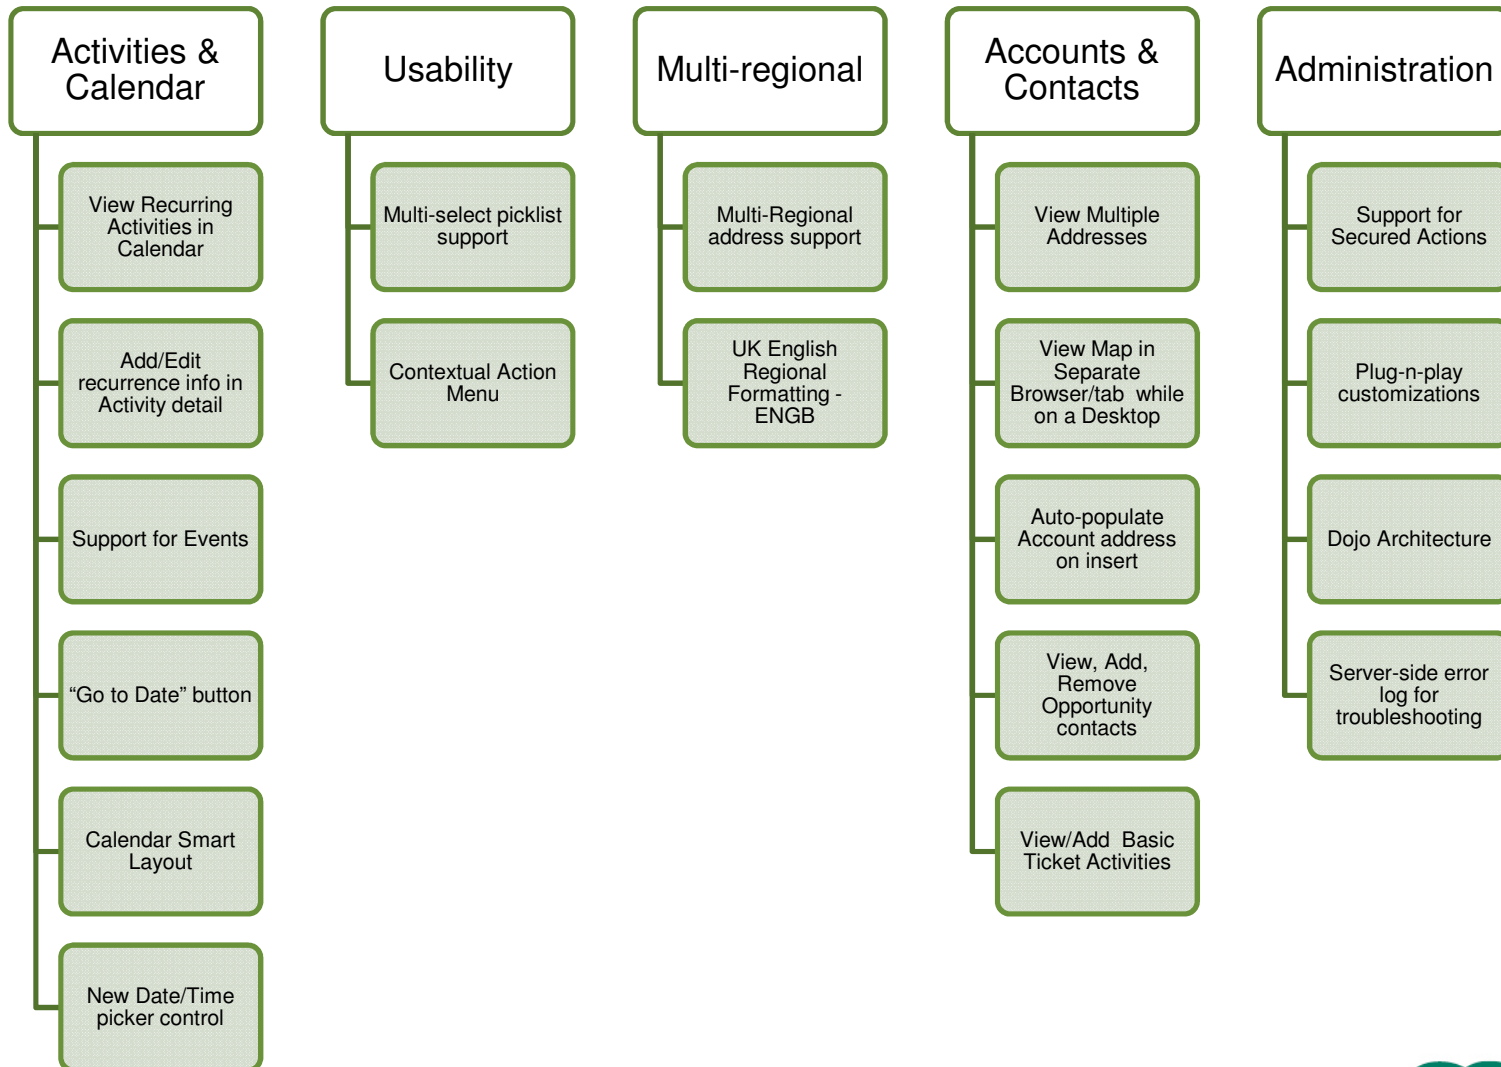 Activities &
Calendar
View Recurring
Activities in
Calendar
Add/Edit
recurrence info in
Activity detail
Support for Events
“Go to Date” button
Calendar Smart
Layout
New Date/Time
picker control
Usability
Multi-select picklist
support
Contextual Action
Menu
Multi-regional
Multi-Regional
address support
UK English
Regional
Formatting -
ENGB
Accounts &
Contacts
View Multiple
Addresses
View Map in
Separate
Browser/tab while
on a Desktop
Auto-populate
Account address
on insert
View, Add,
Remove
Opportunity
contacts
View/Add Basic
Ticket Activities
Administration
Support for
Secured Actions
Plug-n-play
customizations
Dojo Architecture
Server-side error
log for
troubleshooting